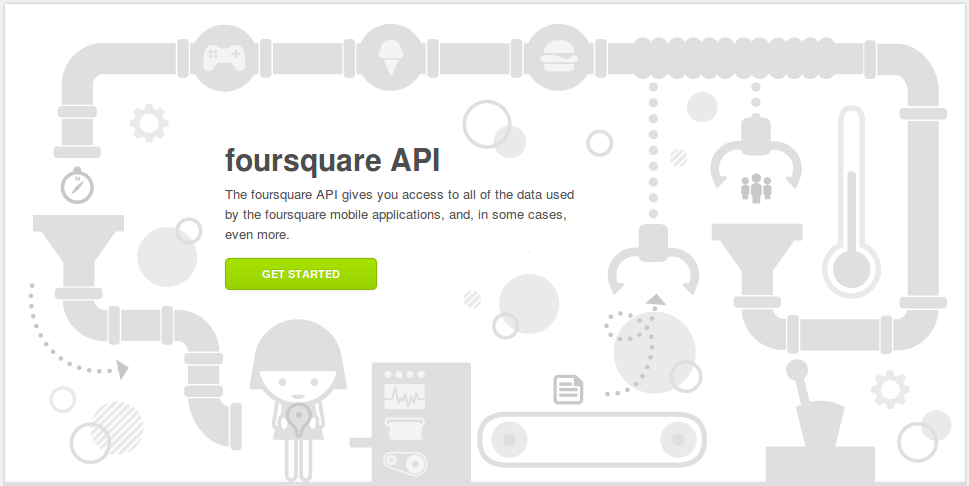 foursquare API
The foursquare API gives you access to all of the data used
by the foursquare mobile applications, and, in some cases,
even more.
GET STARTED
N